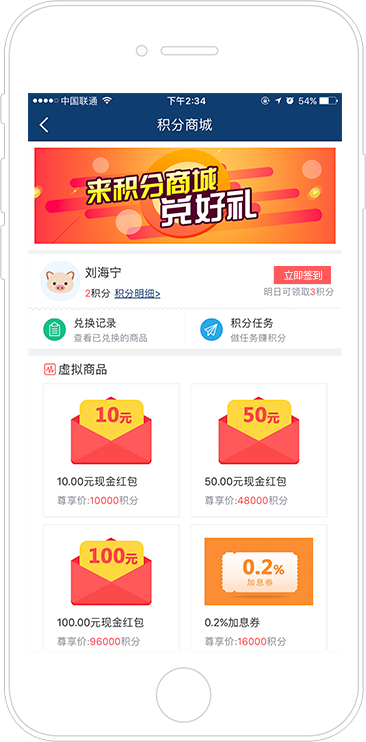 中国联通 下午2:34 54%
积分商城
来积分商城
兑好礼
刘海宁
立即签到
2积分 积分明细>
明日可领取3积分
兑换记录 积分任务
查看已兑换的商品 做任务赚积分
虚拟商品
10元 50元
10.00元现金红包 50.00元现金红包
尊享价:10000积分 尊享价:48000积分
100元 0.2%
加息券
100.00元现金红包 0.2%加息券
尊享价:96000积分 尊享价:16000积分